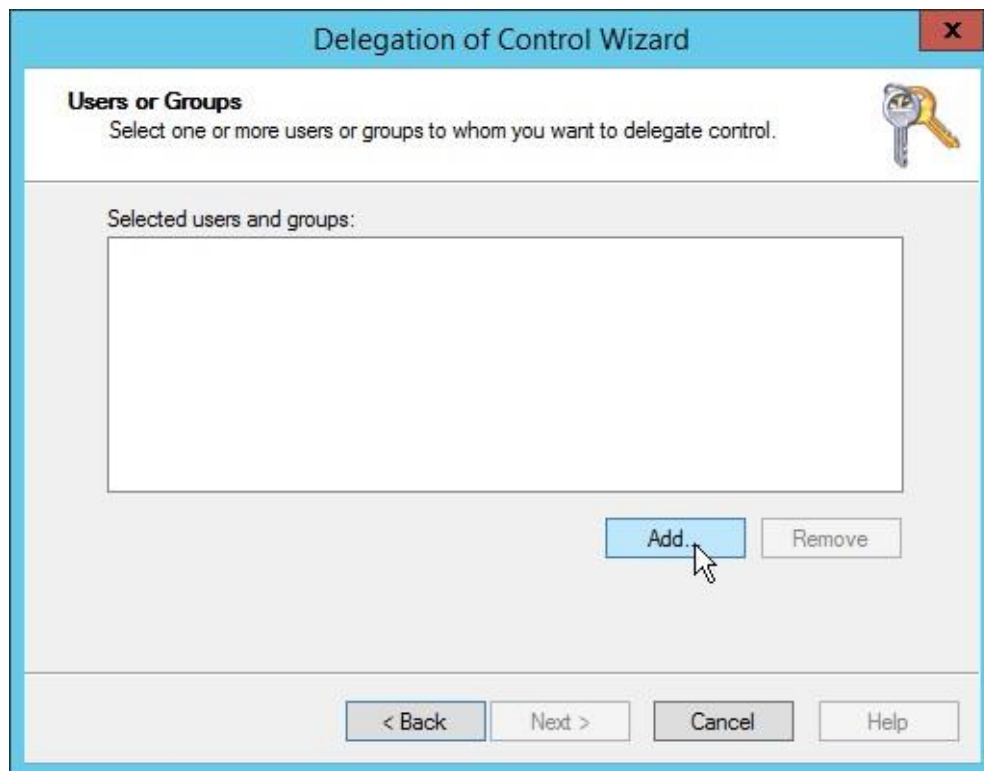 Delegation of Control Wizard
x
Users or Groups
Select one or more users or groups to whom you want to delegate control.
Selected users and groups:
Add...
Remove
< Back
Next >
Cancel
Help